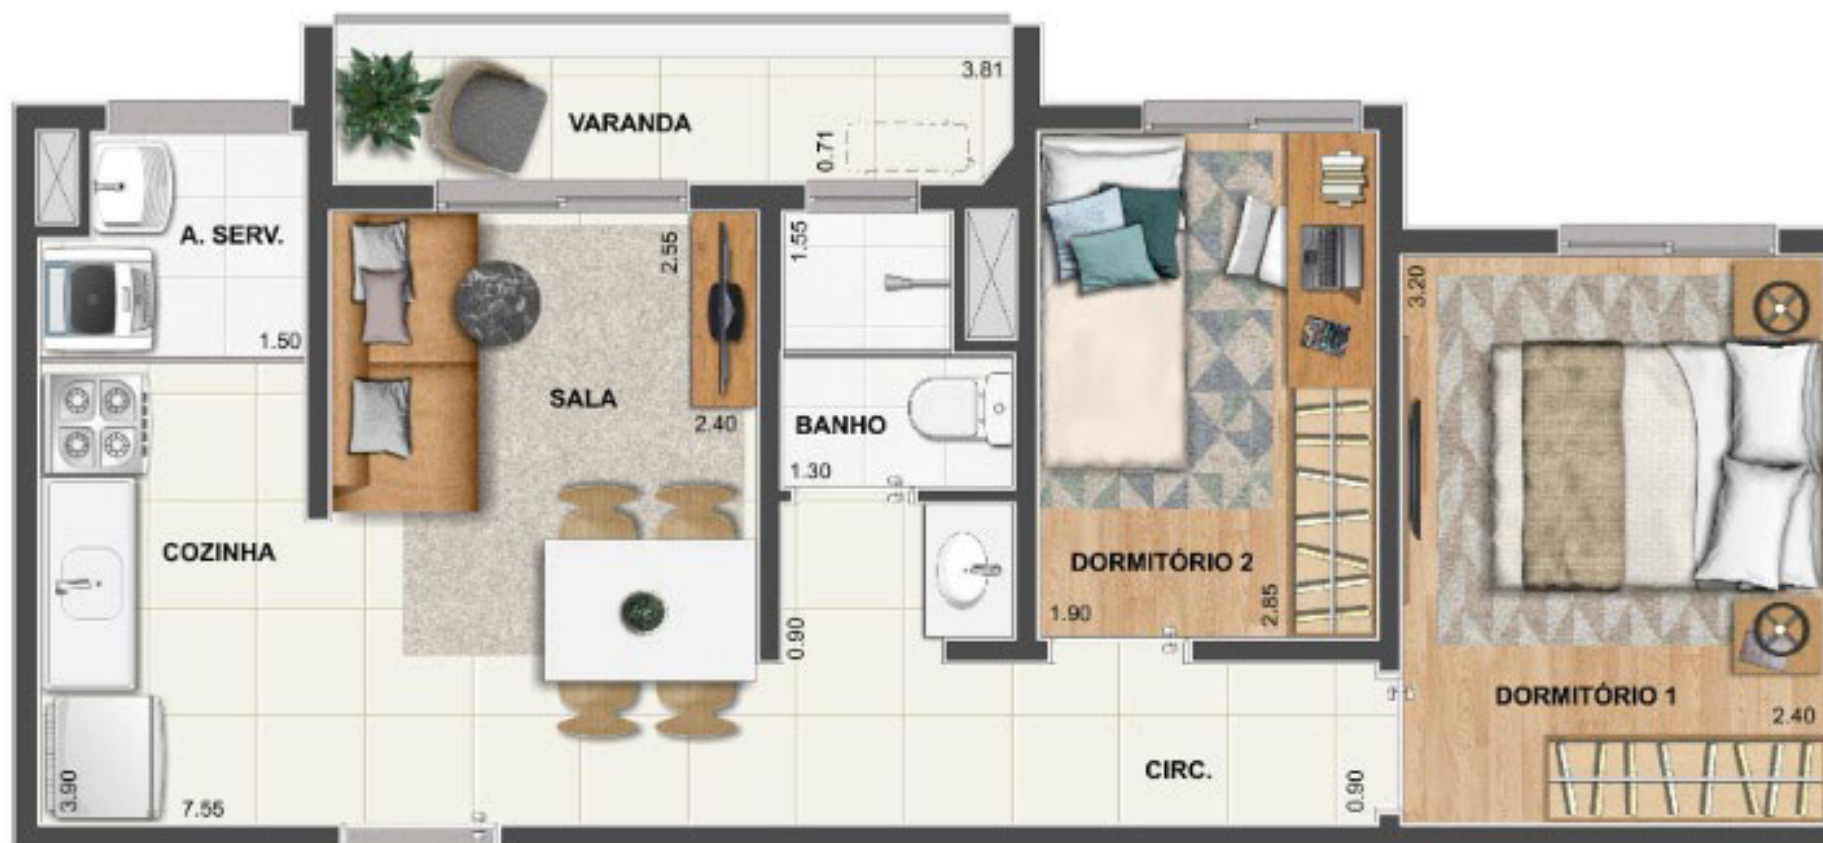 3.81
VARANDA
0.71
A. SERV.
2.55
1.55
3.20
1.50
SALA
2.40
BANHO
1.30
COZINHA
DORMITÓRIO 2
1.90
2.85
0.90
DORMITÓRIO 1
2.40
CIRC.
3.90
7.55
0.90